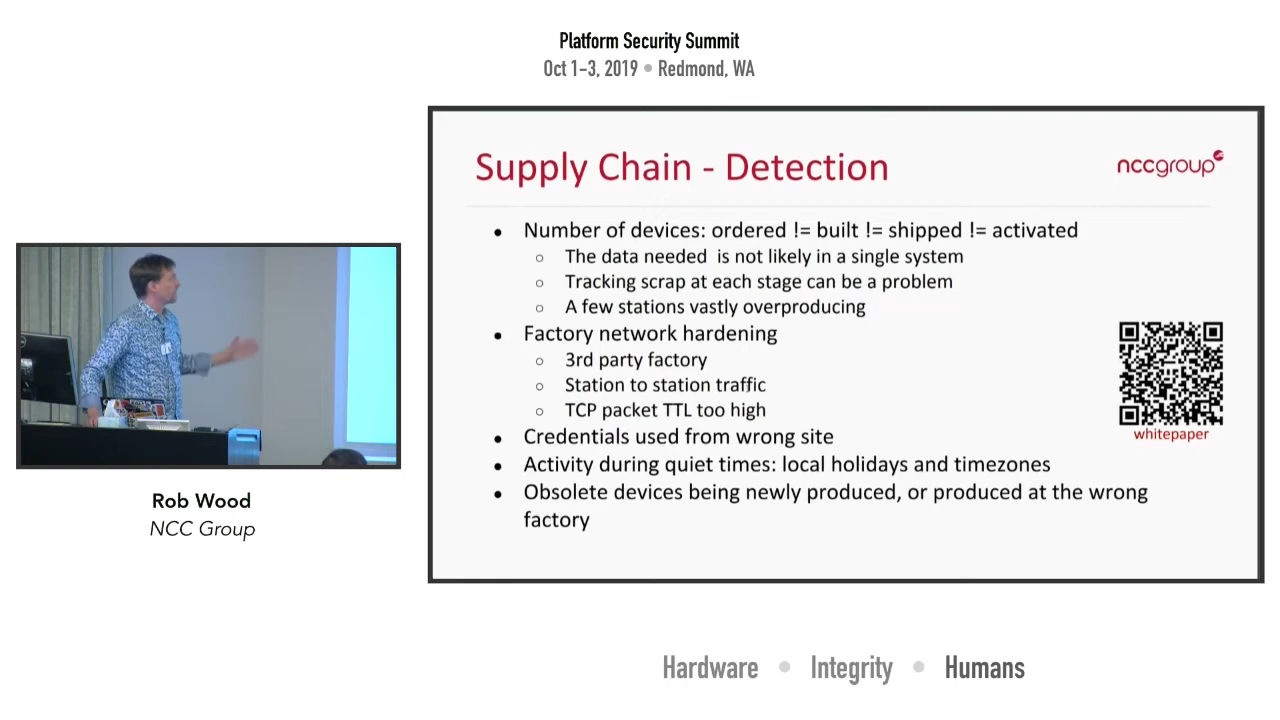 Platform Security Summit
Oct 1-3, 2019 • Redmond, WA
Supply Chain - Detection
nccgroup
• Number of devices: ordered != built != shipped != activated
○ The data needed is not likely in a single system
○ Tracking scrap at each stage can be a problem
○ A few stations vastly overproducing
• Factory network hardening
○ 3rd party factory
○ Station to station traffic
○ TCP packet TTL too high
• Credentials used from wrong site
• Activity during quiet times: local holidays and timezones
• Obsolete devices being newly produced, or produced at the wrong
factory
whitepaper
Rob Wood
NCC Group
Hardware • Integrity • Humans